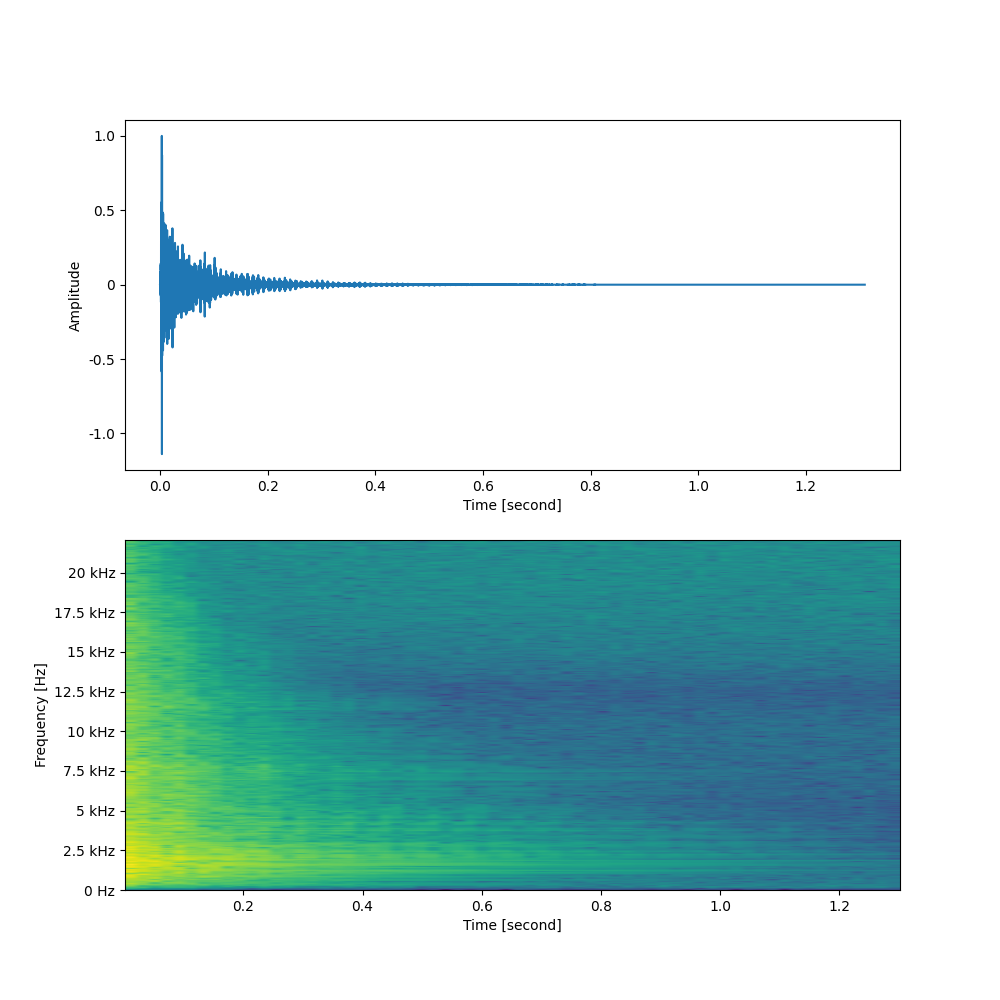 1.0
0.5
0
-0.5
-1.0
Amplitude
0.0 0.2 0.4 0.6 0.8 1.0 1.2
Time [second]
20 kHz
17.5 kHz
15 kHz
12.5 kHz
10 kHz
7.5 kHz
5 kHz
2.5 kHz
0 Hz
Frequency [Hz]
0.2 0.4 0.6 0.8 1.0 1.2
Time [second]